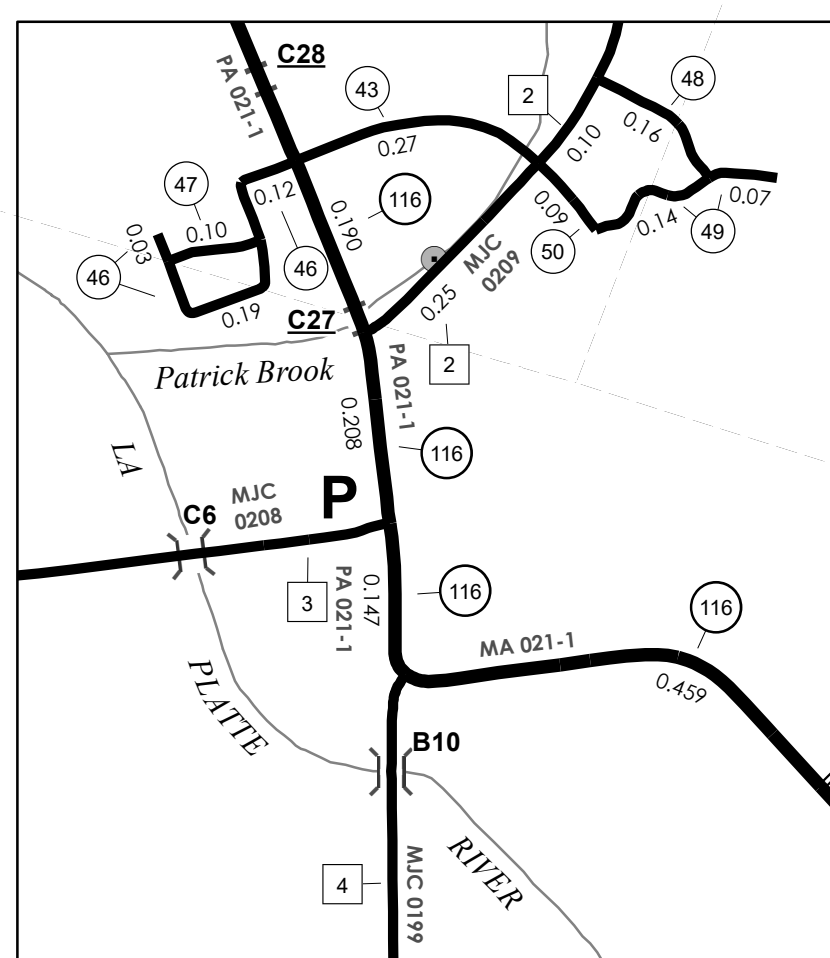 C28
PA 021-1
43
2
48
0.27
0.10
0.16
47
0.12
116
0.190
0.09
0.07
0.14
49
50
0.10
0.03
46
46
0.19
MJC
0209
0.25
C27
2
Patrick Brook
PA 021-1
0.208
116
LA
MJC
0208
P
C6
3
PA 021-1
0.147
116
116
MA 021-1
0.459
PLATTE
B10
4
MJC 0199
RIVER